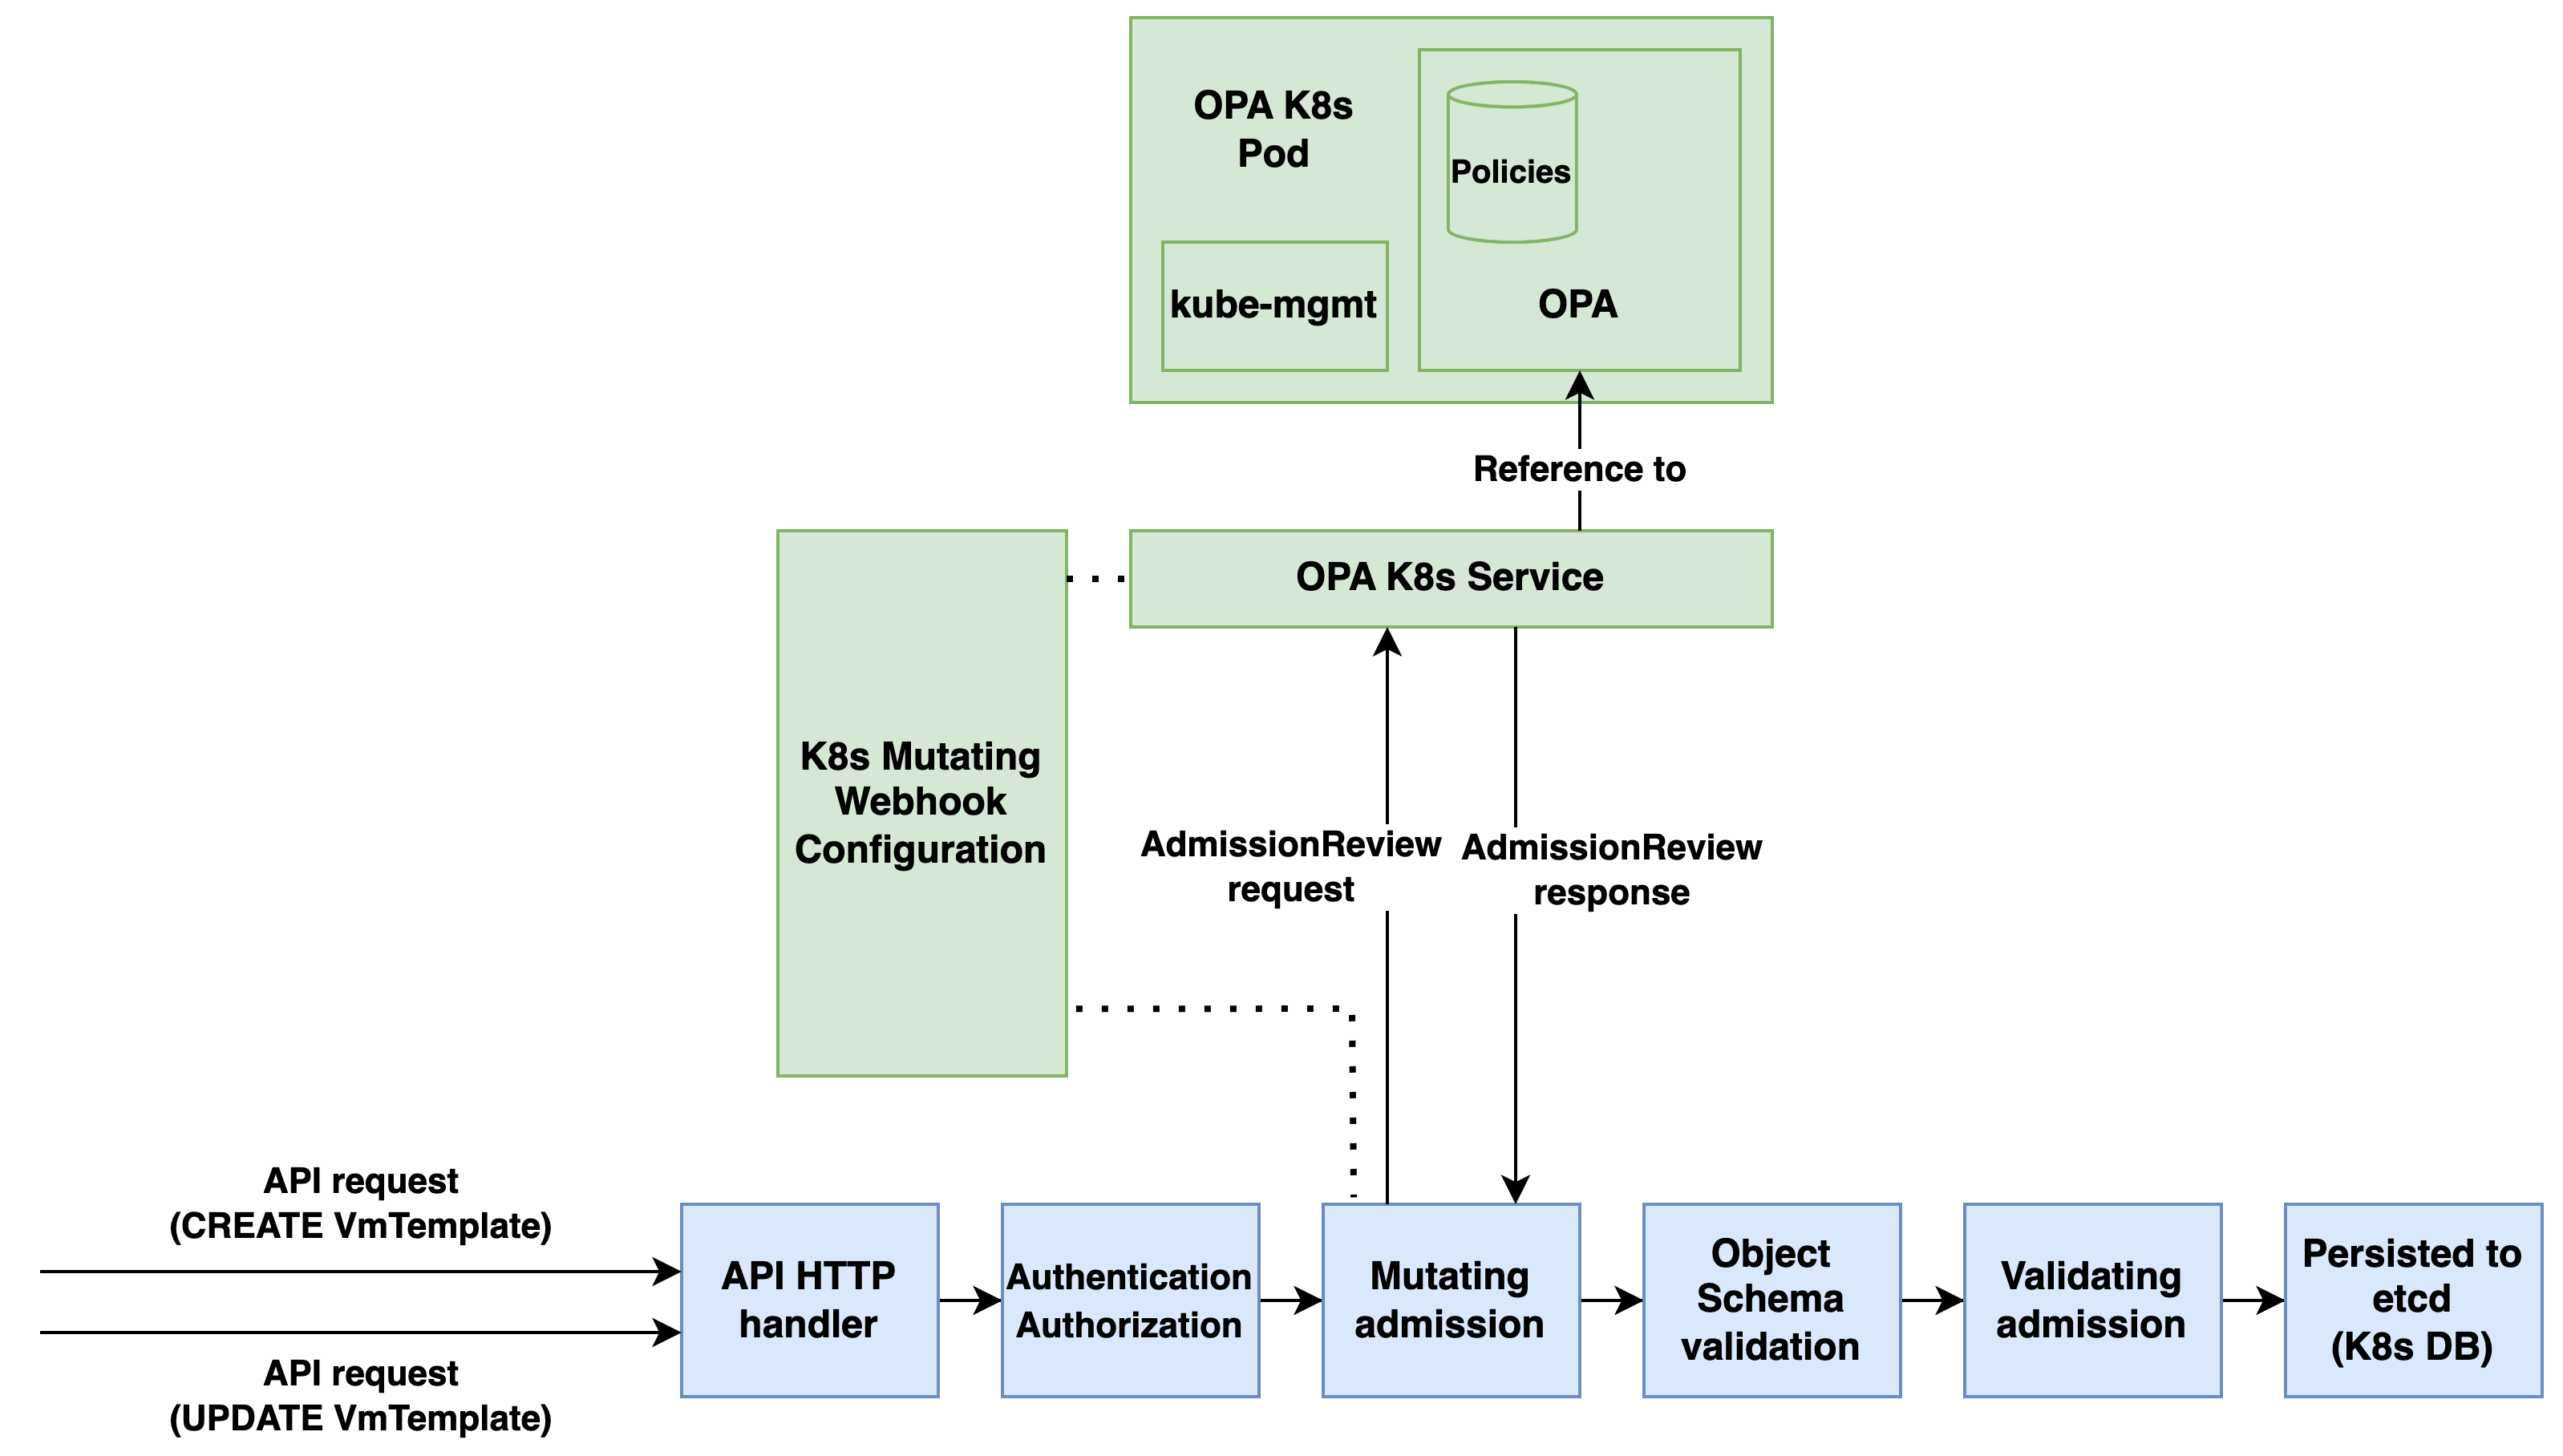 OPA K8s
Pod
Policies
kube-mgmt
OPA
Reference to
OPA K8s Service
K8s Mutating
Webhook
Configuration
AdmissionReview
request
AdmissionReview
response
API request
(CREATE VmTemplate)
API request
(UPDATE VmTemplate)
API HTTP
handler
Authentication
Authorization
Mutating
admission
Object
Schema
validation
Validating
admission
Persisted to
etcd
(K8s DB)